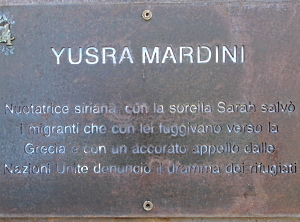 YUSRA MARDINI
Nuotatrice siriana, con la sorella Sarah salvò
i migranti che con lei fuggivano verso la
Grecia e con un accorato appello dalle
Nazioni Unite denunciò il dramma dei rifugiati